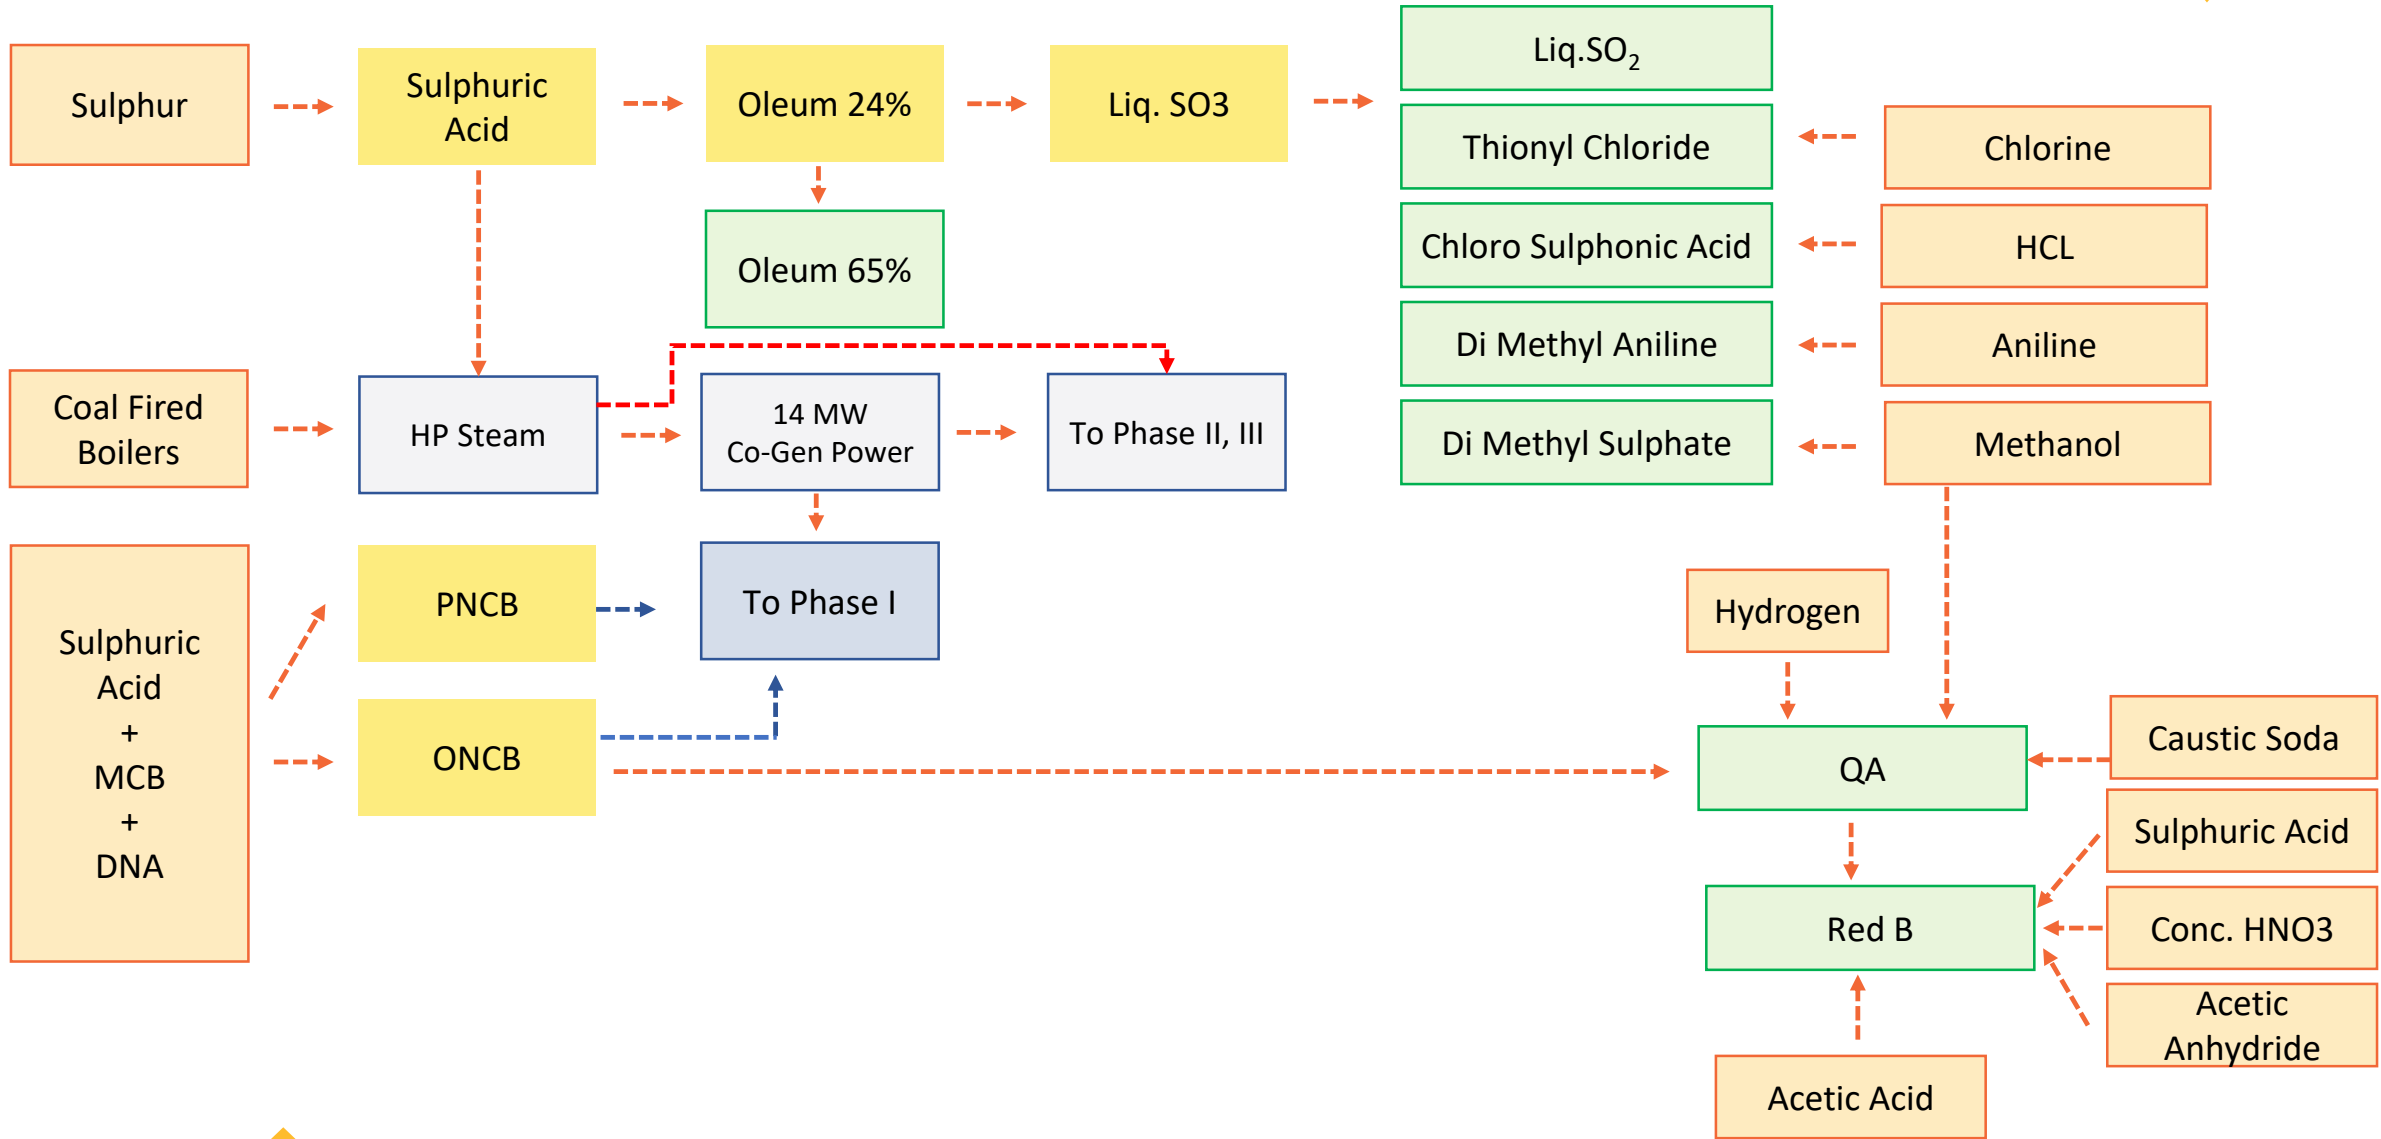 Sulphur
Sulphuric
Acid
Oleum 24%
Liq. SO3
Liq.SO₂
Thionyl Chloride
Chlorine
Oleum 65%
Chloro Sulphonic Acid
HCL
Di Methyl Aniline
Aniline
Coal Fired
Boilers
HP Steam
14 MW
Co-Gen Power
To Phase II, III
Di Methyl Sulphate
Methanol
Sulphuric
Acid
+
MCB
+
DNA
PNCB
To Phase I
ONCB
Hydrogen
QA
Caustic Soda
Sulphuric Acid
Red B
Conc. HNO3
Acetic
Anhydride
Acetic Acid